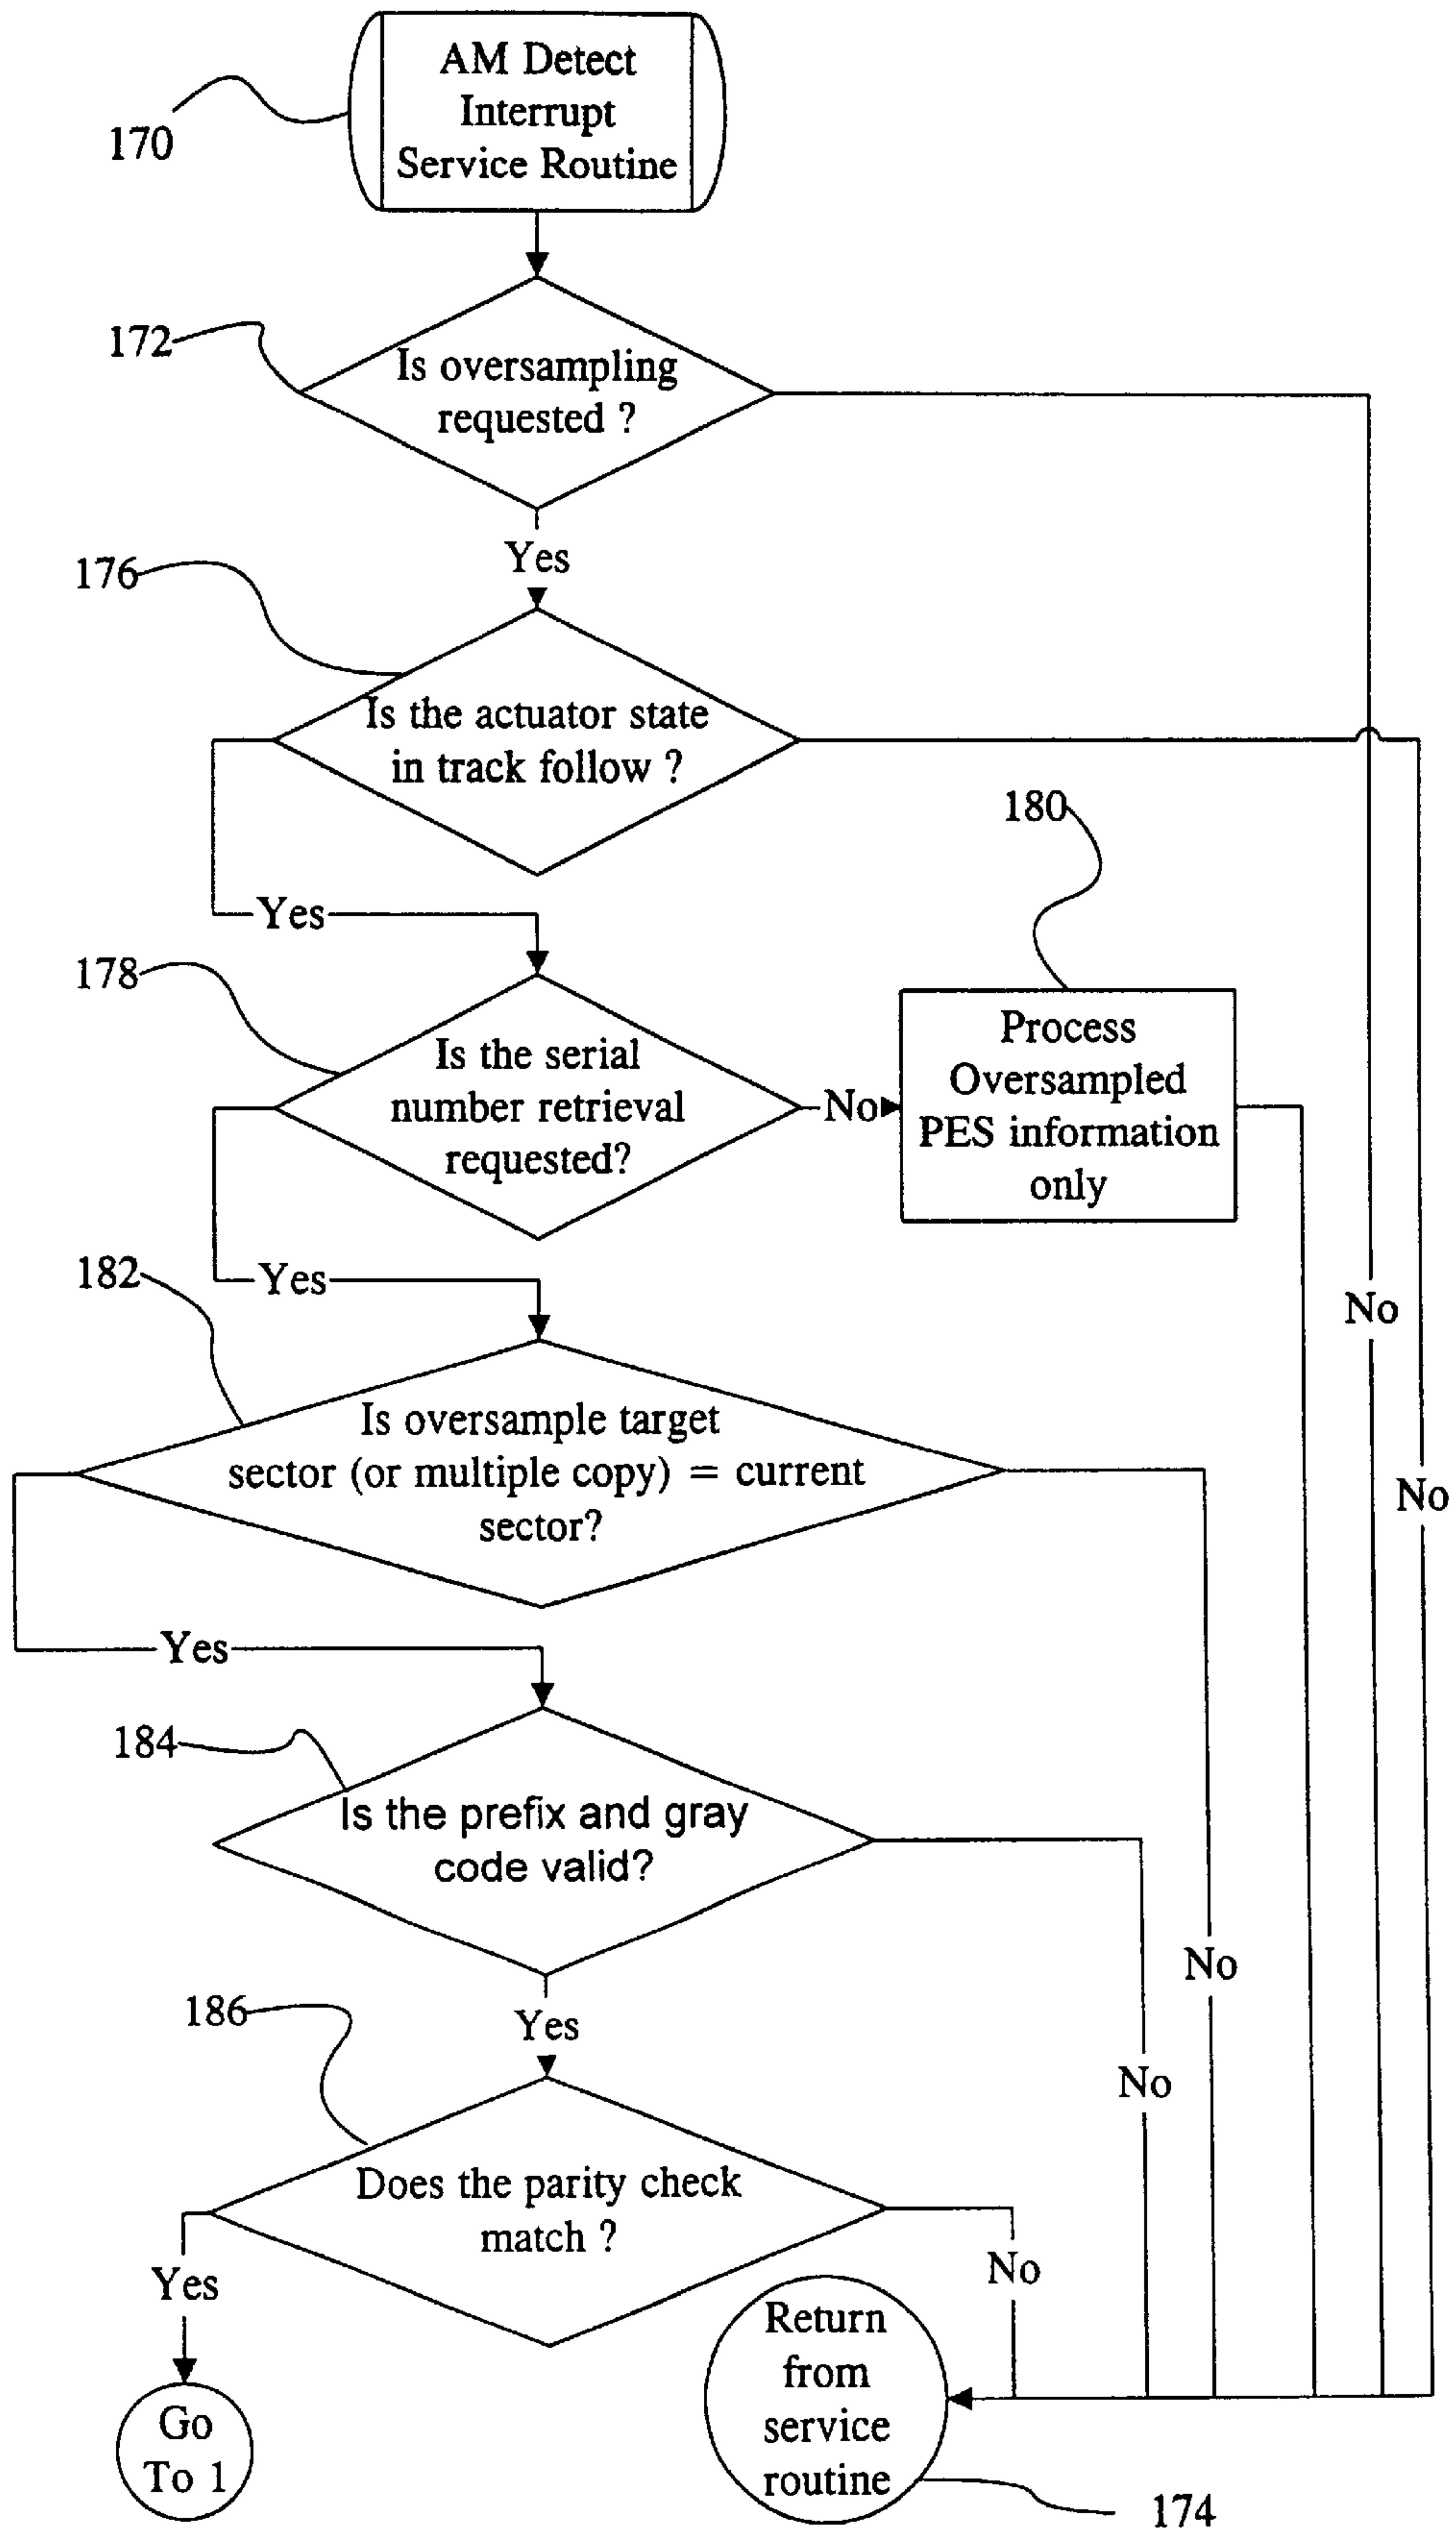 AM Detect
Interrupt
Service Routine
170
172
Is oversampling
requested ?
Yes
176
Is the actuator state
in track follow ?
180
Yes
178
Is the serial
number retrieval
requested?
No
Process
Oversampled
PES information
only
182
Yes
No
Is oversample target
sector (or multiple copy) = current
sector?
No
Yes
184
Is the prefix and gray
code valid?
No
186
Yes
No
Does the parity check
match ?
Yes
No
Return
from
service
routine
Go
To 1
174